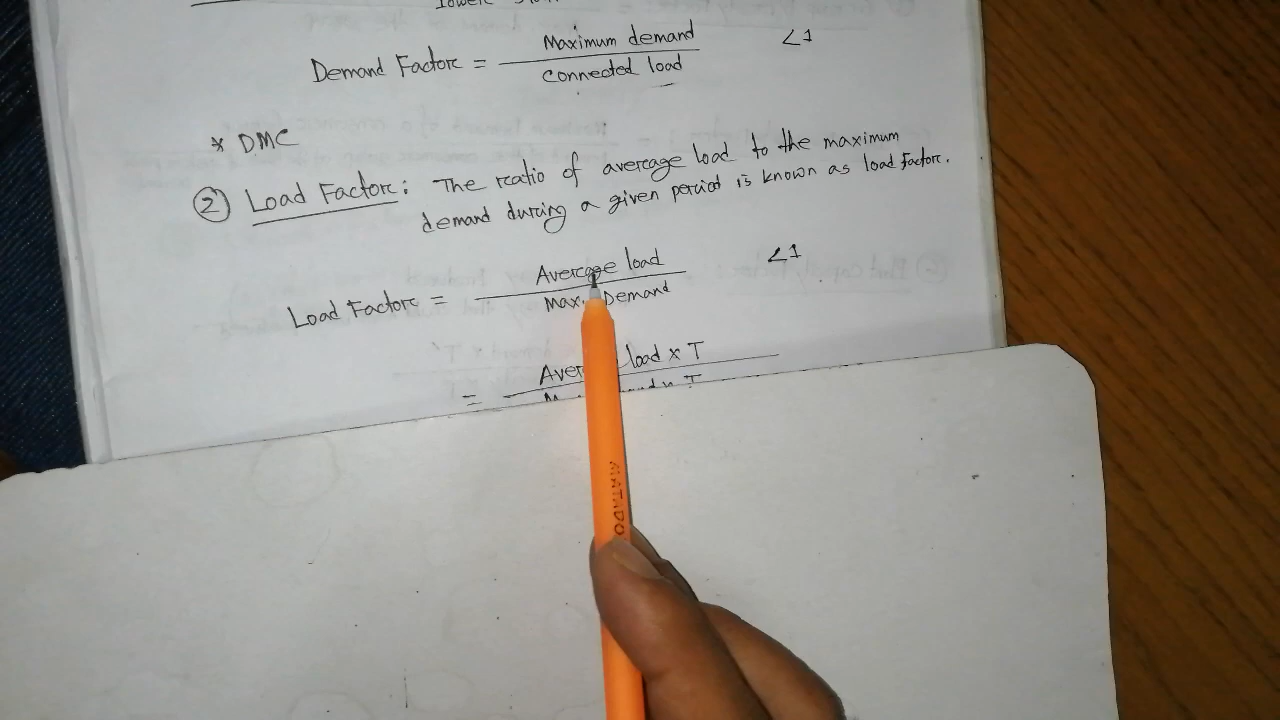 Demand Factor = Maximum demand / Connected load <1
* DMC
② Load Factor: The ratio of average load to the maximum
demand during a given period is known as load factor.
Load Factor = Average load / Max. Demand <1
= load x T
MATADO